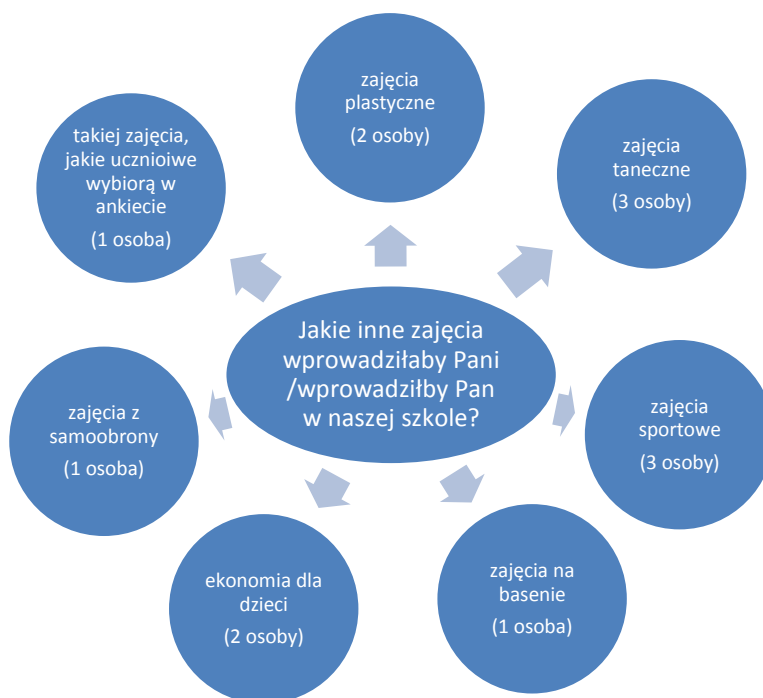 zajęcia
plastyczne
(2 osoby)
zajęcia
taneczne
(3 osoby)
zajęcia
sportowe
(3 osoby)
zajęcia na
basenie
(1 osoba)
ekonomia dla
dzieci
(2 osoby)
zajęcia z
samoobrony
(1 osoba)
takiej zajęcia,
jakie ucznioiwe
wybiorą w
ankiecie
(1 osoba)
Jakie inne zajęcia
wprowadziłaby Pani
/wprowadziłby Pan
w naszej szkole?